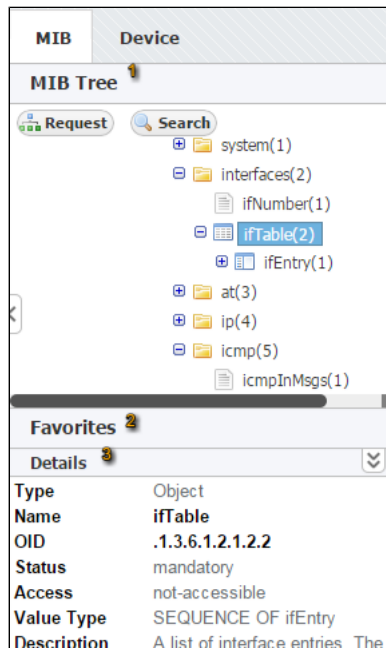 MIB Device
MIB Tree 1
Request Search
system(1)
interfaces(2)
ifNumber(1)
ifTable(2)
ifEntry(1)
at(3)
ip(4)
icmp(5)
icmpInMsgs(1)
Favorites 2
Details 3
Type Object
Name ifTable
OID .1.3.6.1.2.1.2.2
Status mandatory
Access not-accessible
Value Type SEQUENCE OF ifEntry
Description A list of interface entries. The